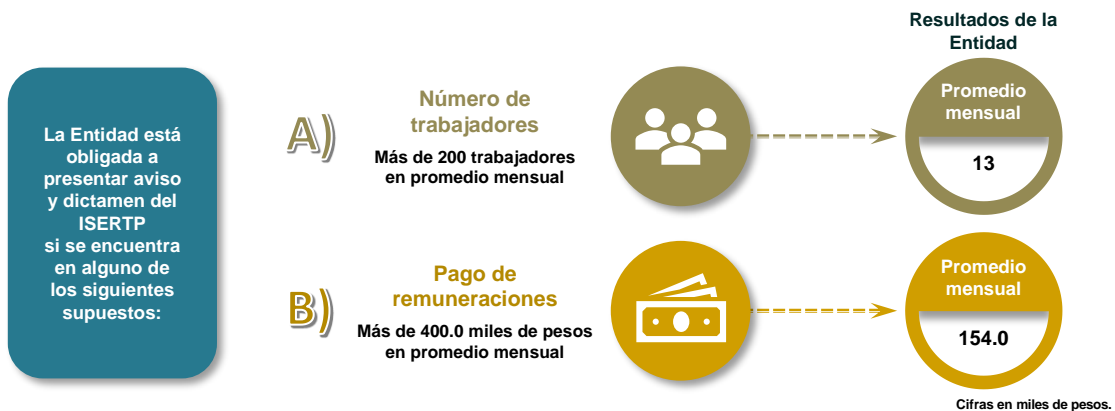 La Entidad está
obligada a
presentar aviso
y dictamen del
ISERTP
si se encuentra
en alguno de
los siguientes
supuestos:
A)
Número de
trabajadores
Más de 200 trabajadores
en promedio mensual
Resultados de la
Entidad
Promedio
mensual
13
B)
Pago de
remuneraciones
Más de 400.0 miles de pesos
en promedio mensual
Promedio
mensual
154.0
Cifras en miles de pesos.